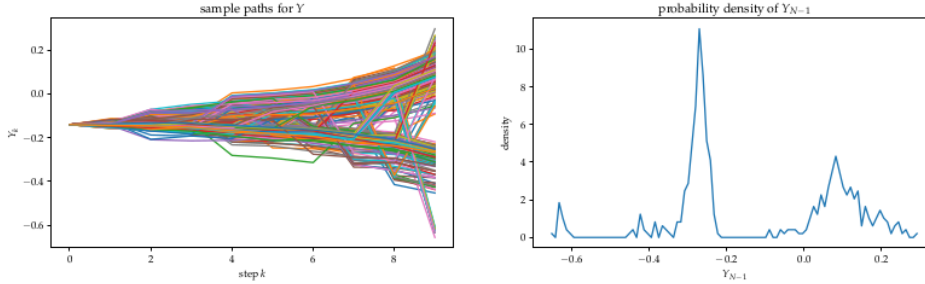 sample paths for Y
0.2
0.0
−0.2
−0.4
−0.6
Y_k
0 2 4 6 8
step k
probability density of Y_{N−1}
10
8
6
4
2
0
density
−0.6 −0.4 −0.2 0.0 0.2
Y_{N−1}